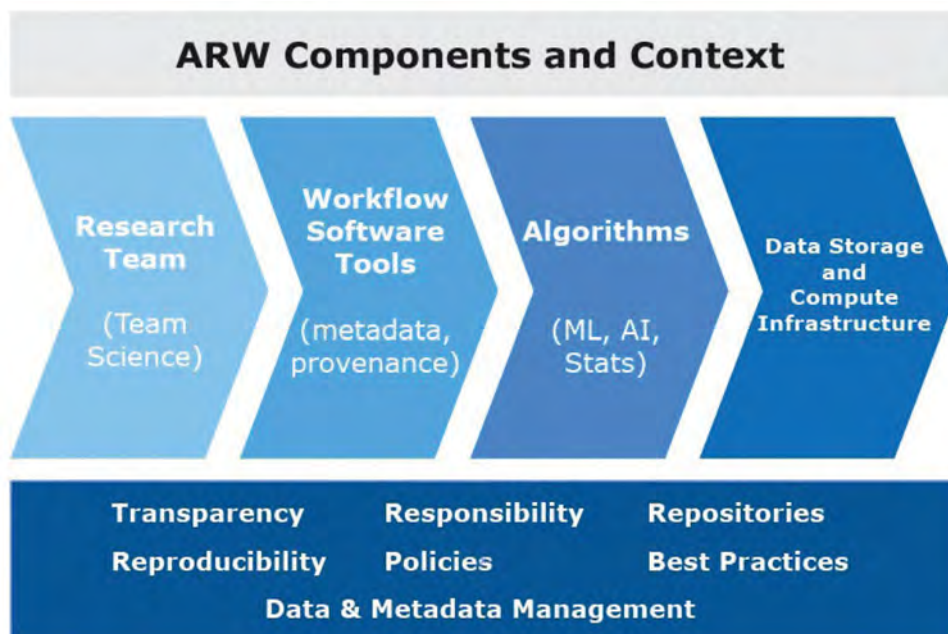 ARW Components and Context
Research
Team
(Team
Science)
Workflow
Software
Tools
(metadata,
provenance)
Algorithms
(ML, AI,
Stats)
Data Storage
and
Compute
Infrastructure
Transparency Responsibility Repositories
Reproducibility Policies Best Practices
Data & Metadata Management